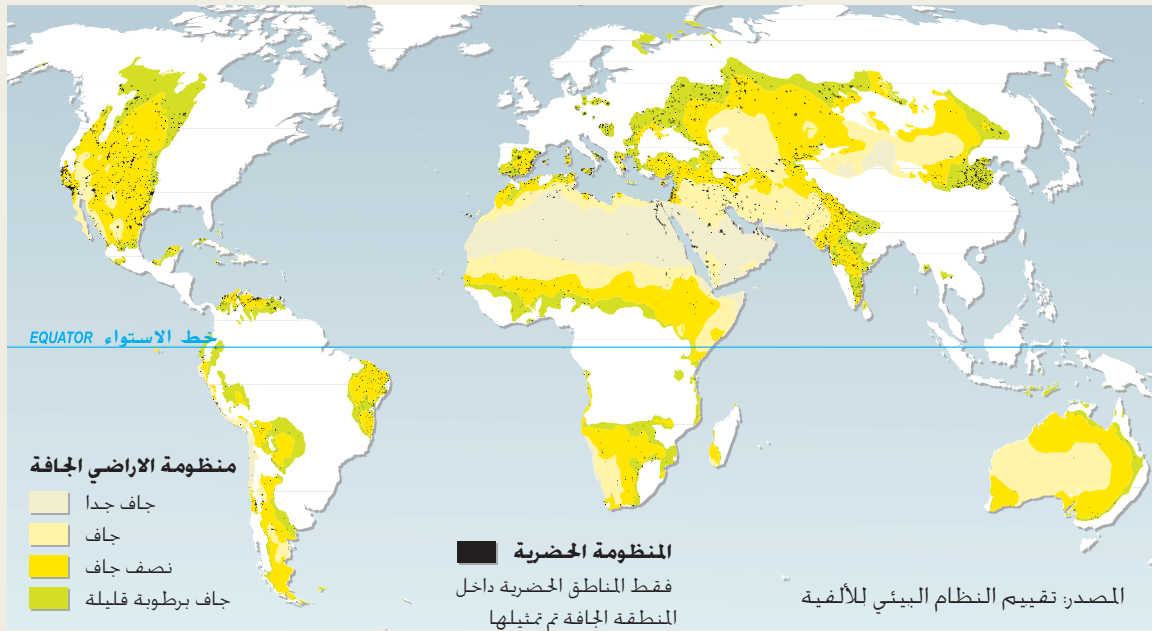 خط الاستواء EQUATOR
منظومة الاراضي الجافة
جاف جدا
جاف
نصف جاف
جاف برطوبة قليلة
المنظومة الحضرية
فقط المناطق الحضرية داخل
المنطقة الجافة تم تمثيلها
المصدر: تقييم النظام البيئي للألفية